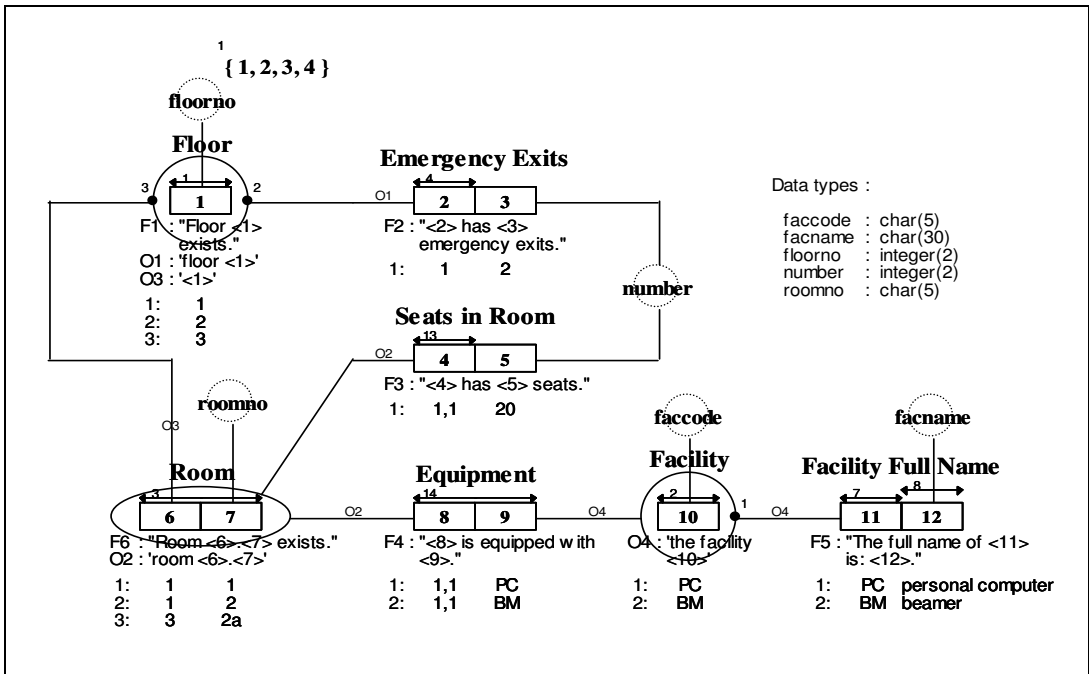 1
{ 1, 2, 3, 4 }
floorno
Floor
1
3
1
2
F1 : "Floor <1>
exists."
O1 : 'floor <1>'
O3 : '<1>'
1: 1
2: 2
3: 3
O1
Emergency Exits
4
2 3
F2 : "<2> has <3>
emergency exits."
1: 1 2
number
Data types :
faccode : char(5)
facname : char(30)
floorno : integer(2)
number : integer(2)
roomno : char(5)
Seats in Room
13
O2
4 5
F3 : "<4> has <5> seats."
1: 1,1 20
roomno
O3
Room
3
6 7
F6 : "Room <6>.<7> exists."
O2 : 'room <6>.<7>'
1: 1 1
2: 1 2
3: 3 2a
O2
Equipment
14
8 9
F4 : "<8> is equipped with
<9>."
1: 1,1 PC
2: 1,1 BM
O4
faccode
Facility
2
10
1
O4 : 'the facility
<10>'
1: PC
2: BM
O4
facname
Facility Full Name
7
8
11 12
F5 : "The full name of <11>
is: <12>."
1: PC personal computer
2: BM beamer